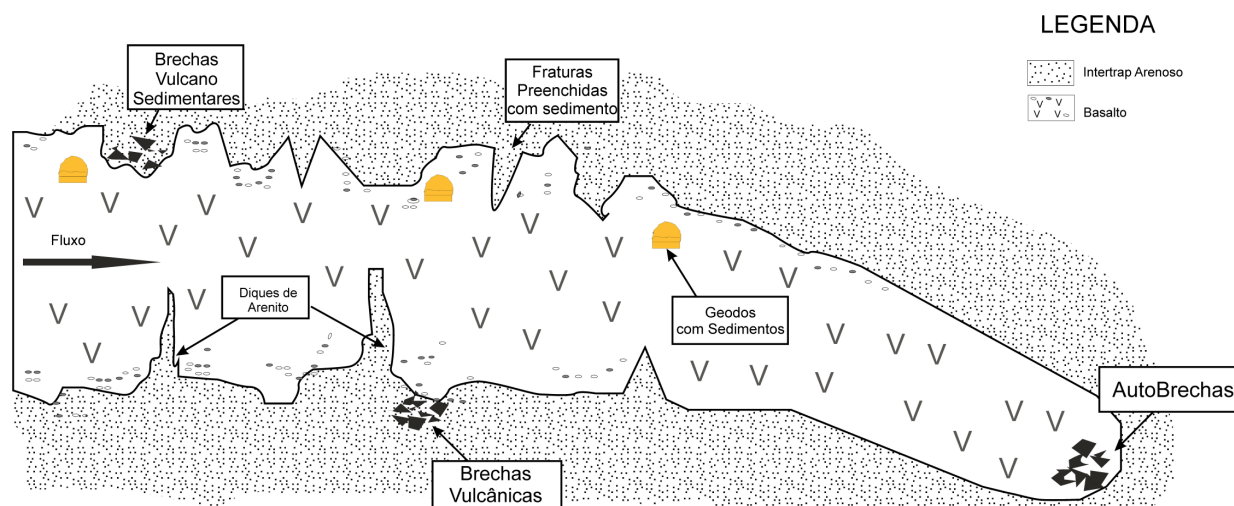 LEGENDA
Intertrap Arenoso
Basalto
Brechas
Vulcano
Sedimentares
Fraturas
Preenchidas
com sedimento
Fluxo
Diques de
Arenito
Geodos
com Sedimentos
AutoBrechas
Brechas
Vulcânicas